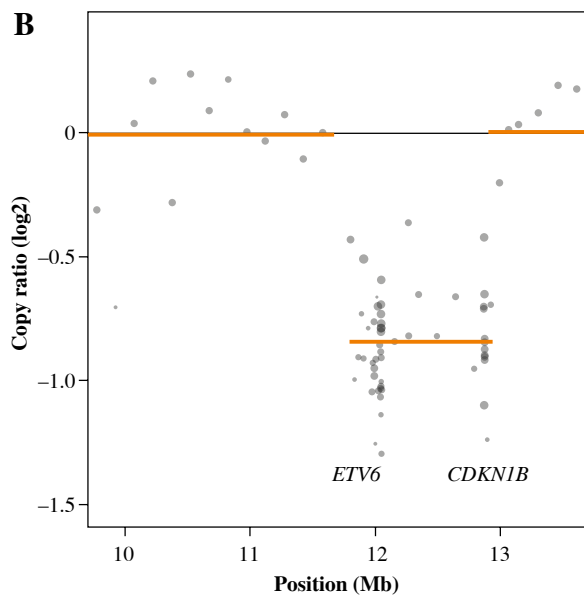 B
0
−0.5
−1.0
−1.5
Copy ratio (log2)
ETV6 CDKN1B
10 11 12 13
Position (Mb)